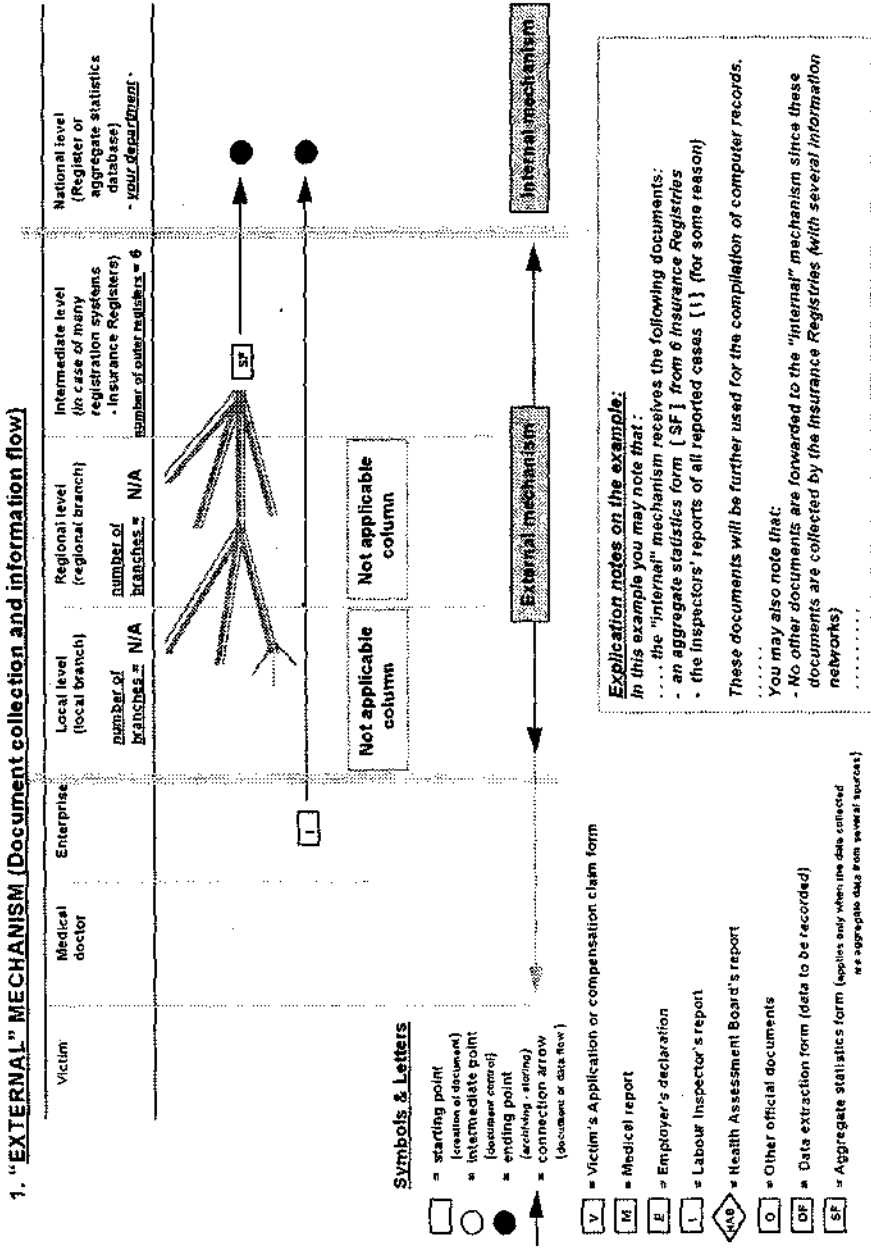 1. "EXTERNAL" MECHANISM (Document collection and information flow)
Victim
Medical
doctor
Enterprise
Local level
(local branch)
number of
branches = N/A
Regional level
(regional branch)
number of
branches = N/A
Intermediate level
(in case of many
registration systems
- Insurance Registers)
number of outer registers = 6
National level
(Register or
aggregate statistics
database)
- your department -
SF
I
Not applicable
column
Not applicable
column
External mechanism
Internal mechanism
Symbols & Letters
= starting point
(creation of document)
= intermediate point
(document control)
= ending point
(archiving - storing)
= connection arrow
(document or data flow)
V = Victim's Application or compensation claim form
M = Medical report
E = Employer's declaration
I = Labour Inspector's report
HAB = Health Assessment Board's report
O = Other official documents
DF = Data extraction form (data to be recorded)
SF = Aggregate statistics form (applies only when the data collected
are aggregate data from several sources)
Explication notes on the example:
In this example you may note that :
. . . . the "internal" mechanism receives the following documents:
- an aggregate statistics form [SF] from 6 Insurance Registries
- the inspectors' reports of all reported cases [I] (for some reason)
These documents will be further used for the compilation of computer records.
. . . . . .
You may also note that:
- No other documents are forwarded to the "internal" mechanism since these
documents are collected by the Insurance Registries (with several information
networks)
. . . . . . . . .